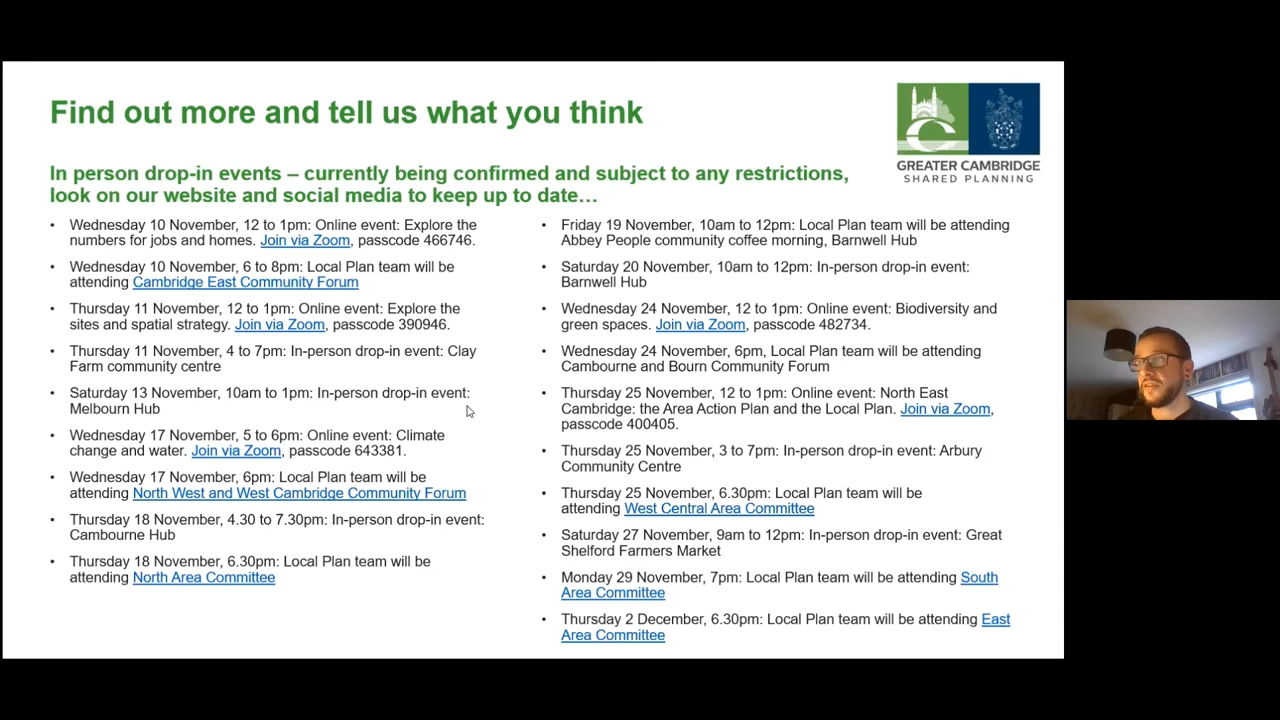 Find out more and tell us what you think
GREATER CAMBRIDGE
SHARED PLANNING
In person drop-in events – currently being confirmed and subject to any restrictions,
look on our website and social media to keep up to date…
• Wednesday 10 November, 12 to 1pm: Online event: Explore the
numbers for jobs and homes. Join via Zoom, passcode 466746.
• Wednesday 10 November, 6 to 8pm: Local Plan team will be
attending Cambridge East Community Forum
• Thursday 11 November, 12 to 1pm: Online event: Explore the
sites and spatial strategy. Join via Zoom, passcode 390946.
• Thursday 11 November, 4 to 7pm: In-person drop-in event: Clay
Farm community centre
• Saturday 13 November, 10am to 1pm: In-person drop-in event:
Melbourn Hub
• Wednesday 17 November, 5 to 6pm: Online event: Climate
change and water. Join via Zoom, passcode 643381.
• Wednesday 17 November, 6pm: Local Plan team will be
attending North West and West Cambridge Community Forum
• Thursday 18 November, 4.30 to 7.30pm: In-person drop-in event:
Cambourne Hub
• Thursday 18 November, 6.30pm: Local Plan team will be
attending North Area Committee
• Friday 19 November, 10am to 12pm: Local Plan team will be attending
Abbey People community coffee morning, Barnwell Hub
• Saturday 20 November, 10am to 12pm: In-person drop-in event:
Barnwell Hub
• Wednesday 24 November, 12 to 1pm: Online event: Biodiversity and
green spaces. Join via Zoom, passcode 482734.
• Wednesday 24 November, 6pm, Local Plan team will be attending
Cambourne and Bourn Community Forum
• Thursday 25 November, 12 to 1pm: Online event: North East
Cambridge: the Area Action Plan and the Local Plan. Join via Zoom,
passcode 400405.
• Thursday 25 November, 3 to 7pm: In-person drop-in event: Arbury
Community Centre
• Thursday 25 November, 6.30pm: Local Plan team will be
attending West Central Area Committee
• Saturday 27 November, 9am to 12pm: In-person drop-in event: Great
Shelford Farmers Market
• Monday 29 November, 7pm: Local Plan team will be attending South
Area Committee
• Thursday 2 December, 6.30pm: Local Plan team will be attending East
Area Committee